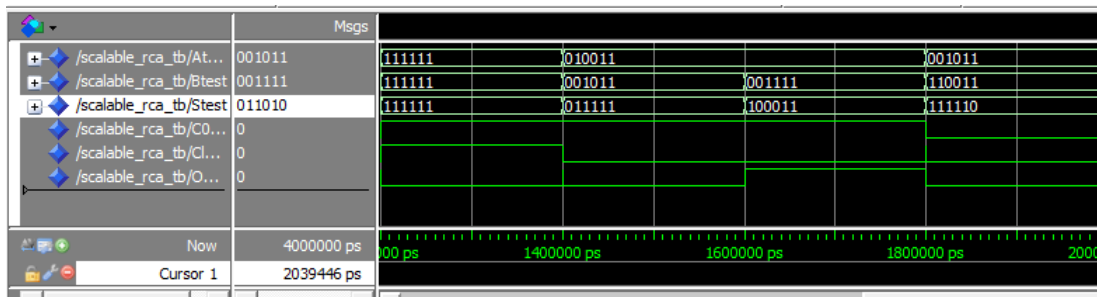 Msgs
/scalable_rca_tb/At... 001011 111111 010011 001011
/scalable_rca_tb/Btest 001111 111111 001011 001111 110011
/scalable_rca_tb/Stest 011010 111111 011111 100011 111110
/scalable_rca_tb/C0... 0
/scalable_rca_tb/Cl... 0
/scalable_rca_tb/O... 0
Now 4000000 ps 000 ps 1400000 ps 1600000 ps 1800000 ps 2000
Cursor 1 2039446 ps